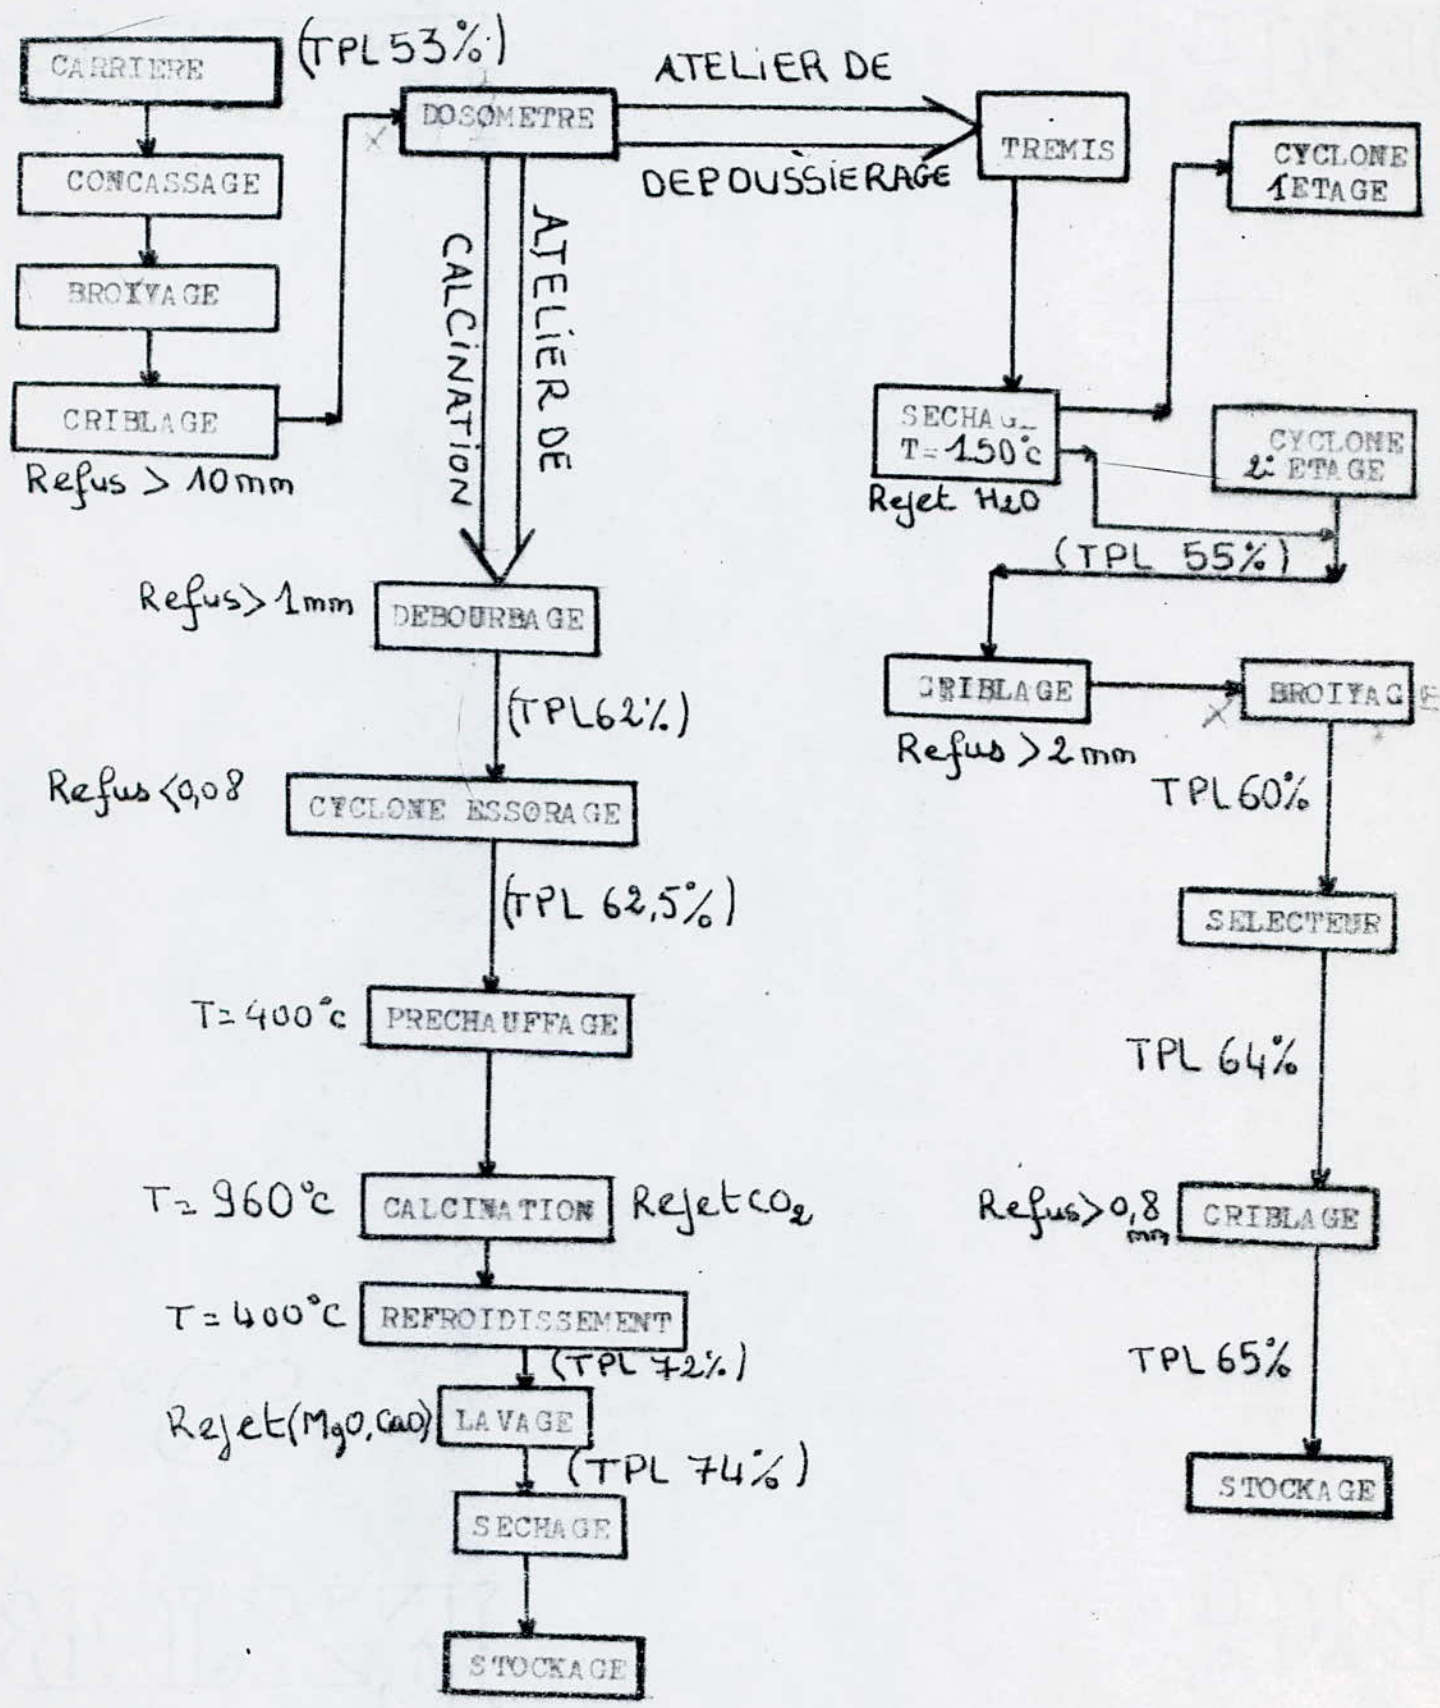 CARRIERE
(TPL 53%)
CONCASSAGE
BROIYAGE
CRIBLAGE
Refus > 10mm
DOSOMETRE
ATELIER DE
DEPOUSSIERAGE
TREMIS
CYCLONE
1ETAGE
ATELIER DE
CALCINATION
SECHAG
T=150°c
Rejet H2O
CYCLONE
2° ETAGE
(TPL 55%)
CRIBLAGE
Refus >2mm
BROIYAGE
TPL 60%
SELECTEUR
TPL 64%
Refus>0,8
mm
CRIBLAGE
TPL 65%
STOCKAGE
Refus>1mm
DEBOURBAGE
(TPL 62%)
Refus<0,08
CYCLONE ESSORAGE
(TPL 62,5%)
T=400°c
PRECHAUFFAGE
T=960°c
CALCINATION
Rejet CO2
T=400°C
REFROIDISSEMENT
(TPL 72%)
Rejet(MgO,CaO)
LAVAGE
(TPL 74%)
SECHAGE
STOCKAGE